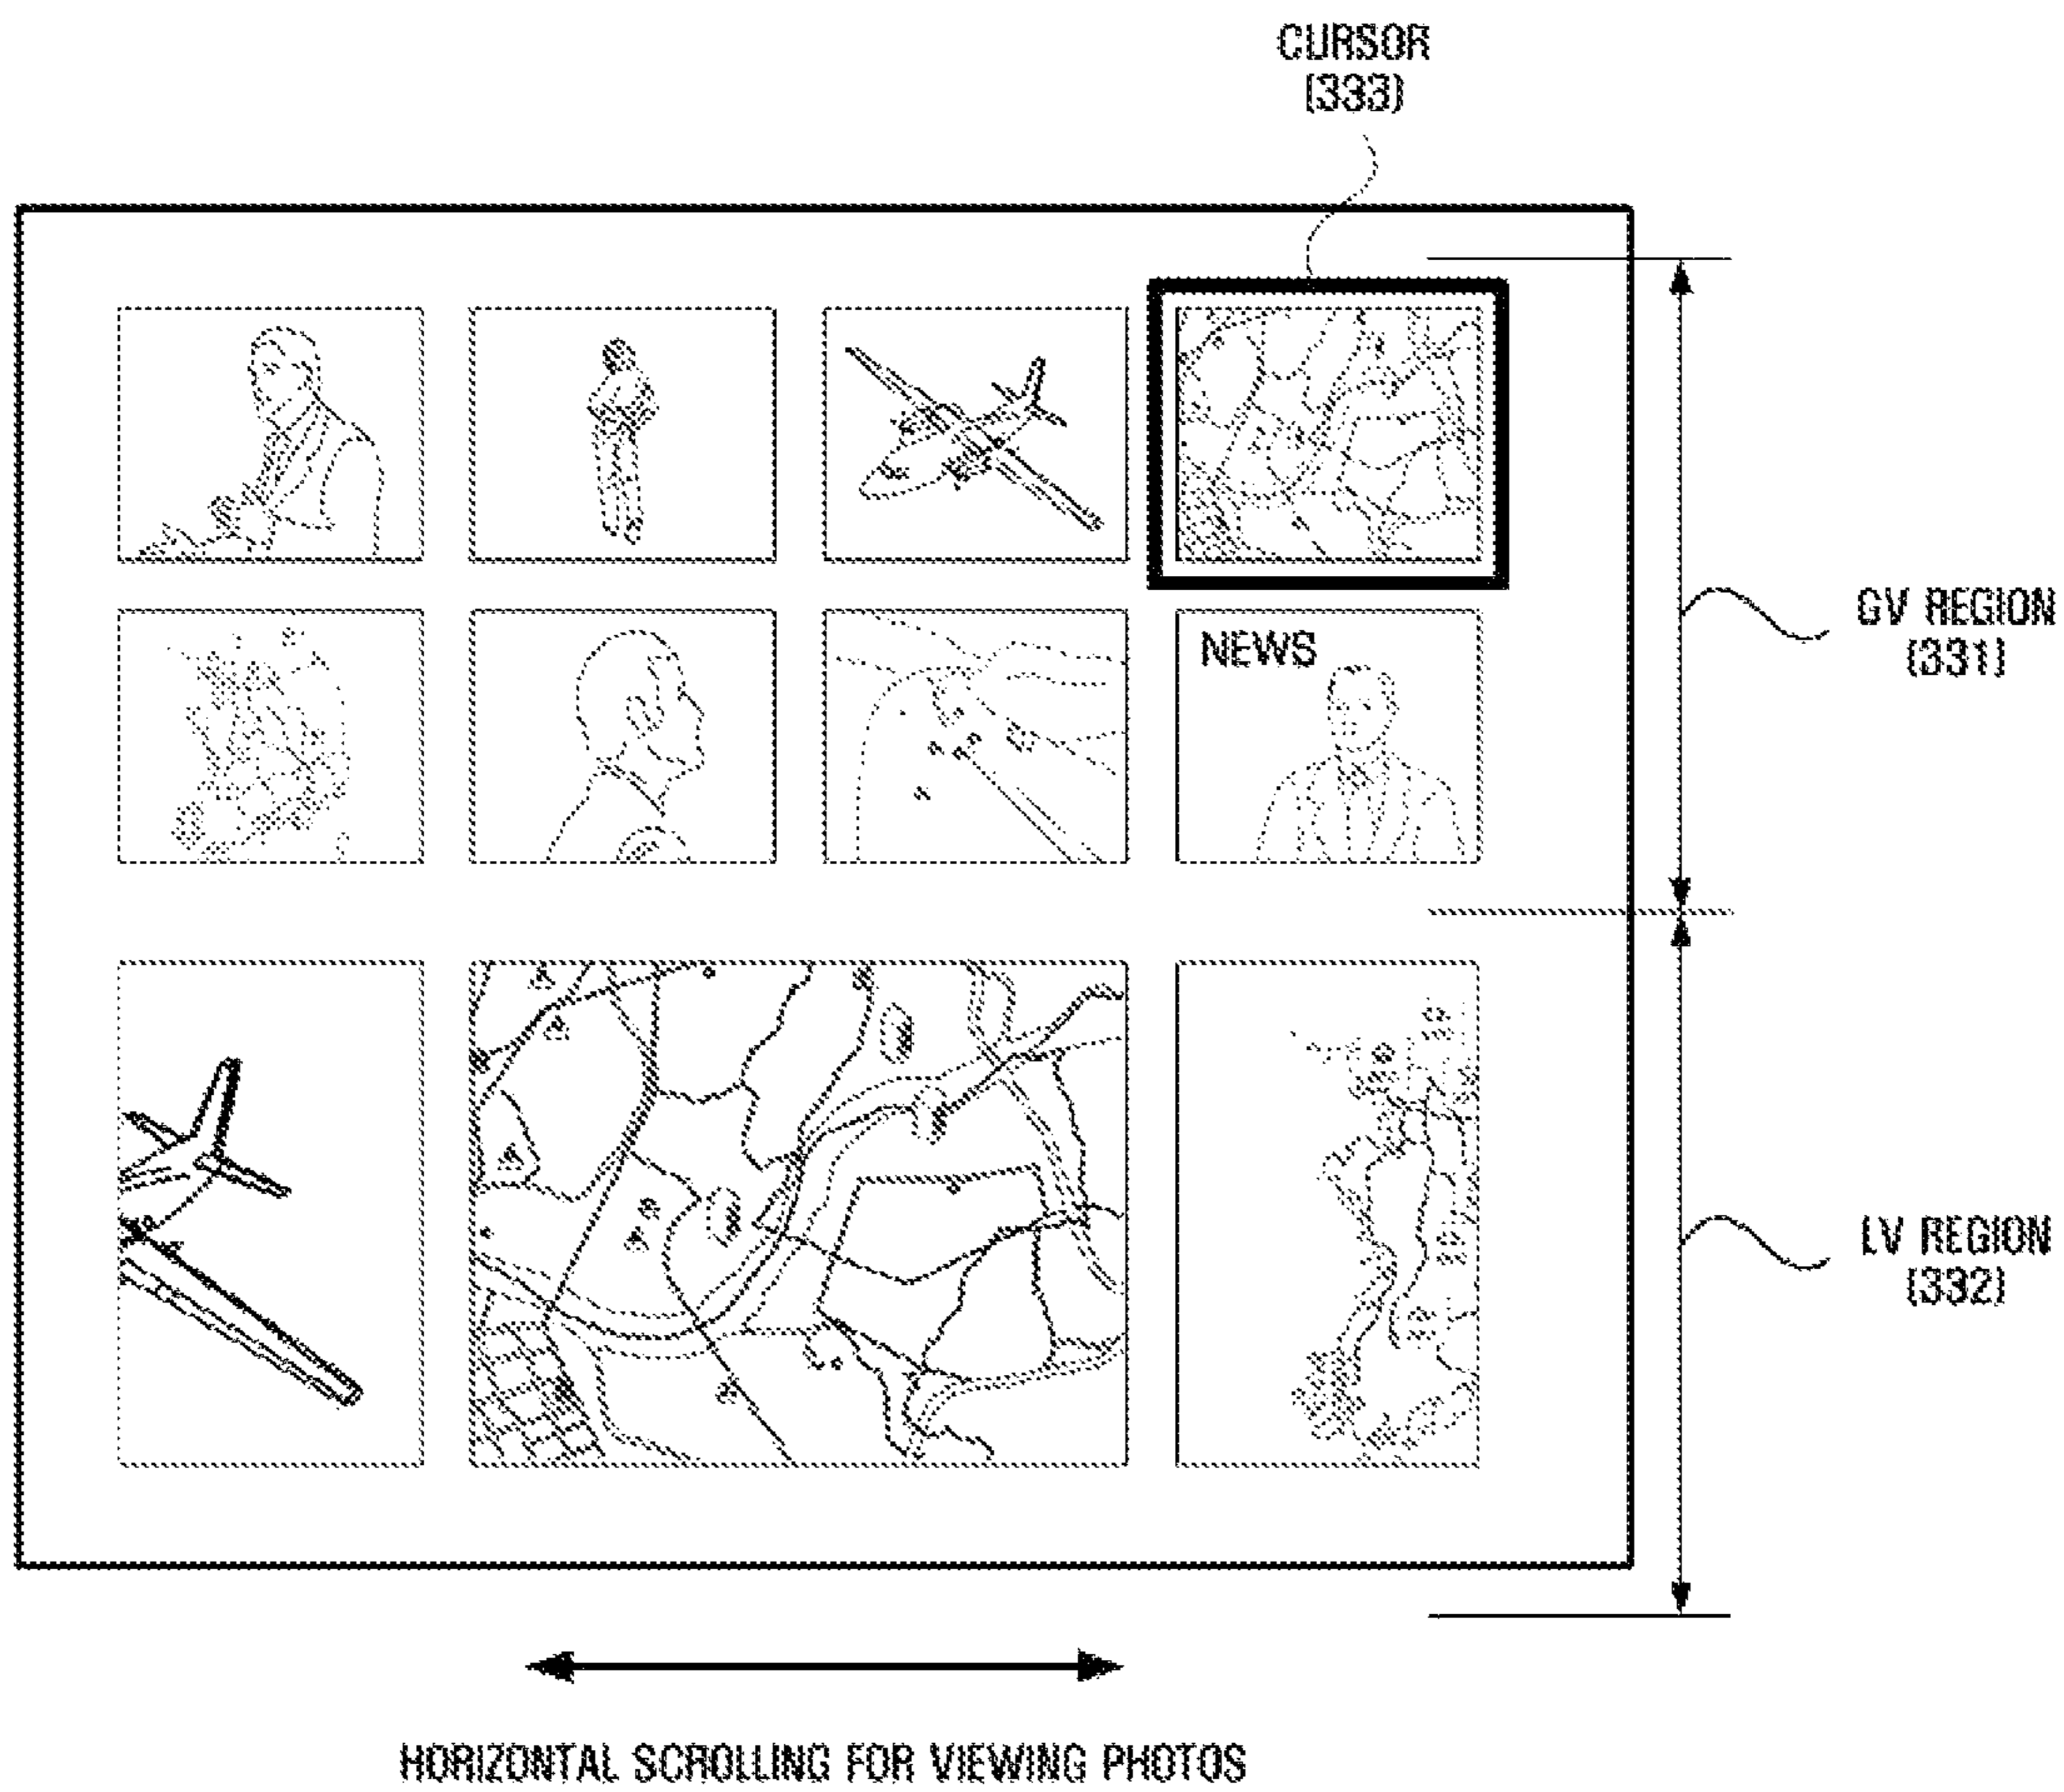 CURSOR
(333)
GV REGION
(331)
NEWS
LV REGION
(332)
HORIZONTAL SCROLLING FOR VIEWING PHOTOS